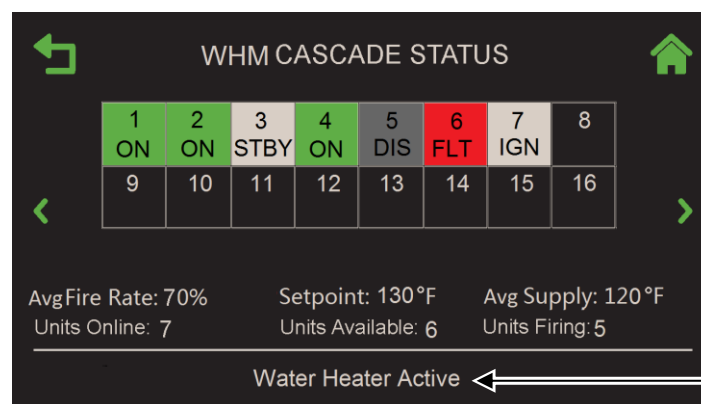 WHM CASCADE STATUS
1 2 3 4 5 6 7 8
ON ON STBY ON DIS FLT IGN
9 10 11 12 13 14 15 16
Avg Fire Rate: 70% Setpoint: 130°F Avg Supply: 120°F
Units Online: 7 Units Available: 6 Units Firing: 5
Water Heater Active